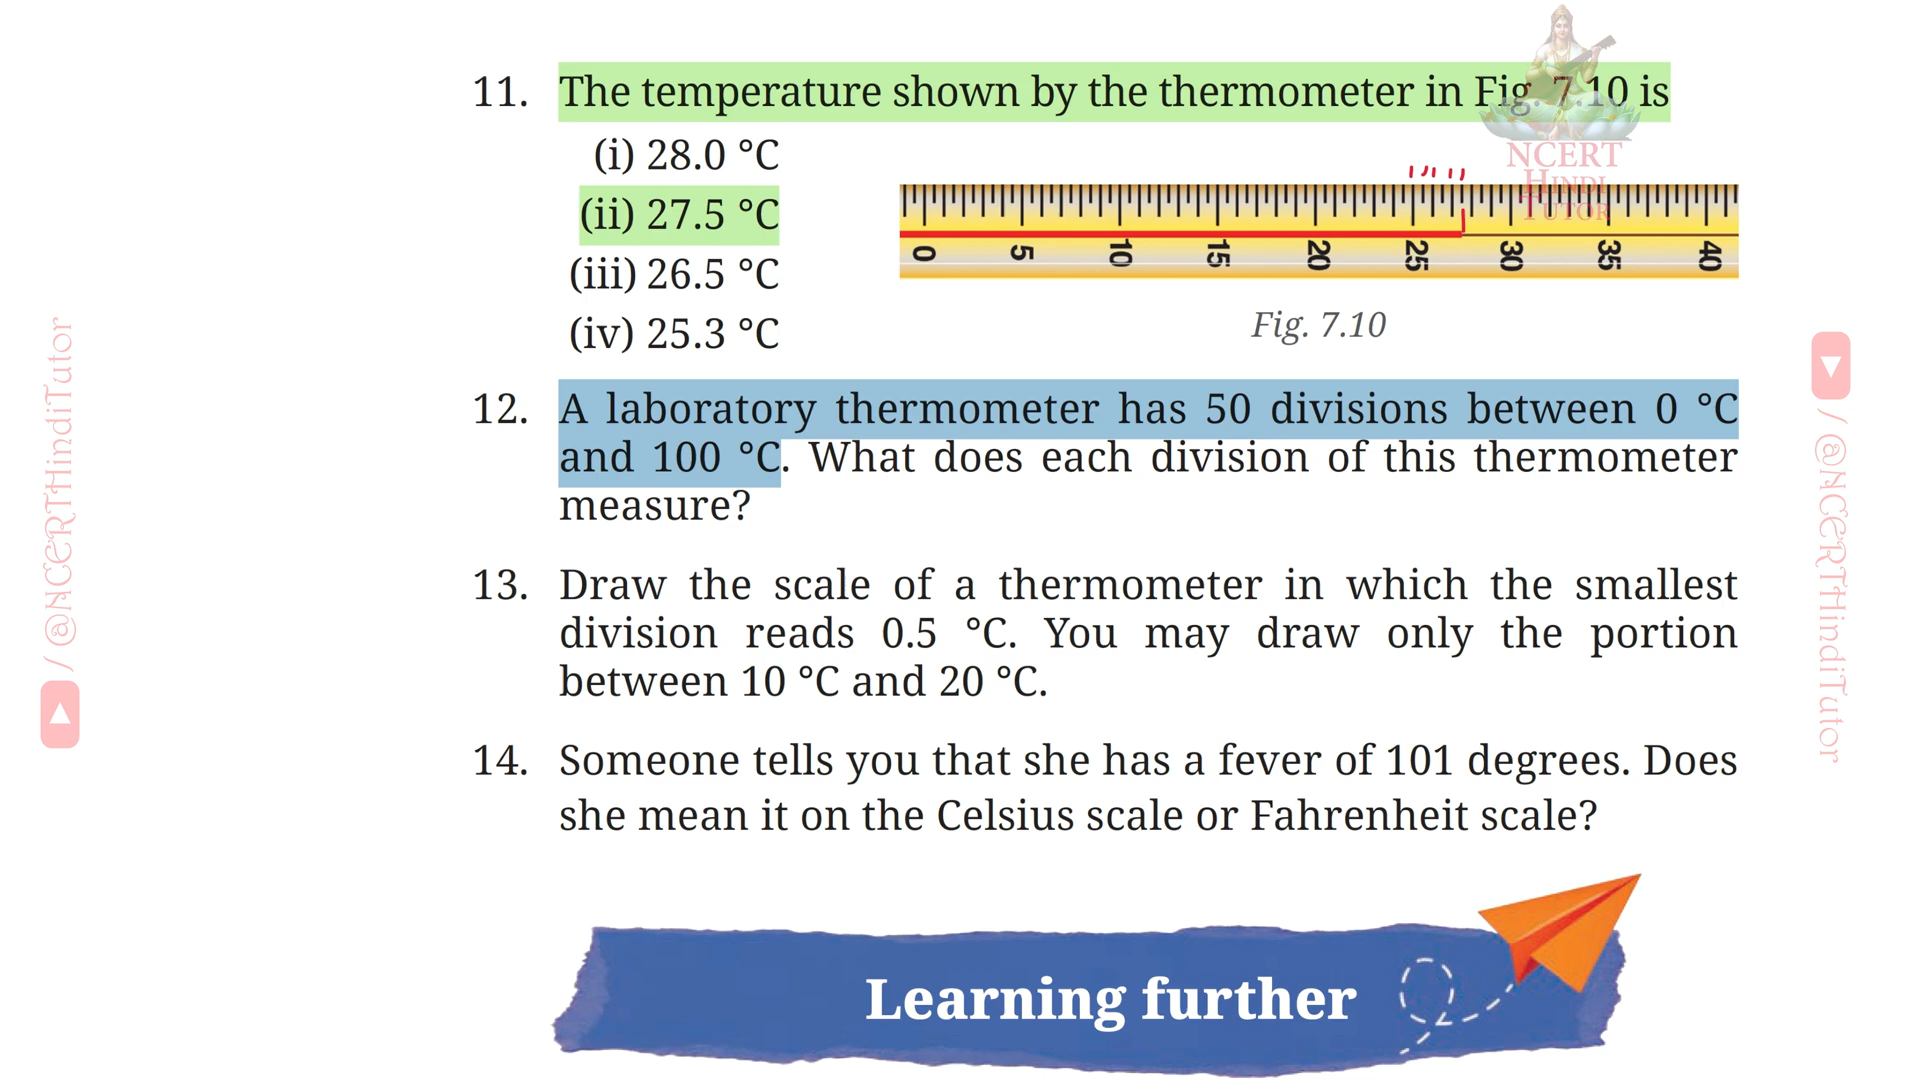 11. The temperature shown by the thermometer in Fig. 7.10 is
(i) 28.0 °C
(ii) 27.5 °C
(iii) 26.5 °C
(iv) 25.3 °C
0 5 10 15 20 25 30 35 40
Fig. 7.10
NCERT
HINDI
TUTOR
12. A laboratory thermometer has 50 divisions between 0 °C
and 100 °C. What does each division of this thermometer
measure?
13. Draw the scale of a thermometer in which the smallest
division reads 0.5 °C. You may draw only the portion
between 10 °C and 20 °C.
14. Someone tells you that she has a fever of 101 degrees. Does
she mean it on the Celsius scale or Fahrenheit scale?
Learning further
/ @NCERTHindiTutor
/ @NCERTHindiTutor